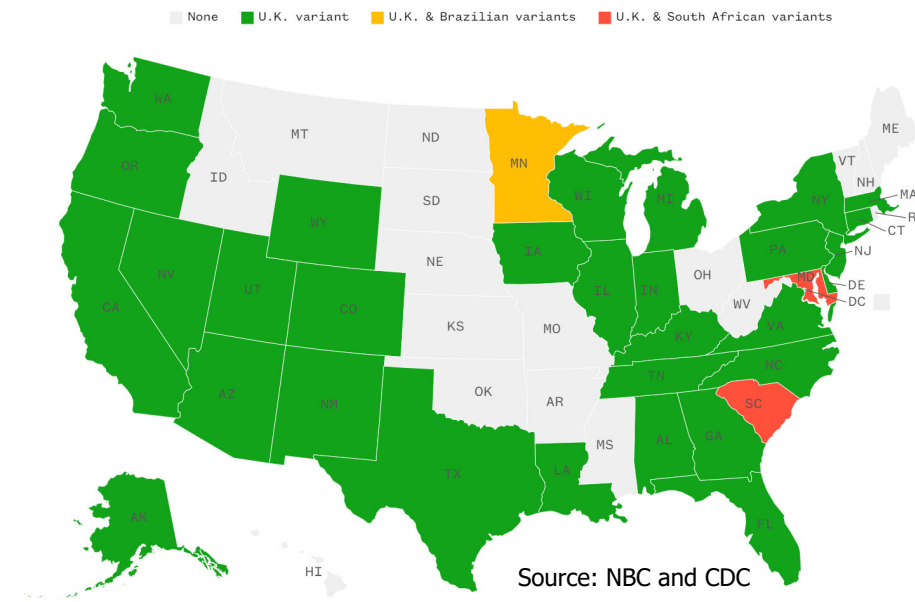 None U.K. variant U.K. & Brazilian variants U.K. & South African variants
WA
MT
ND
ME
OR
ID
MN
VT
NH
SD
WI
MI
NY
MA
WY
R
CT
IA
NE
PA
NJ
NV
UT
OH
CA
CO
IL
IN
MD
DE
WV
DC
KS
MO
VA
KY
NC
TN
AZ
NM
OK
AR
SC
MS
AL
GA
TX
LA
AK
FL
HI
Source: NBC and CDC